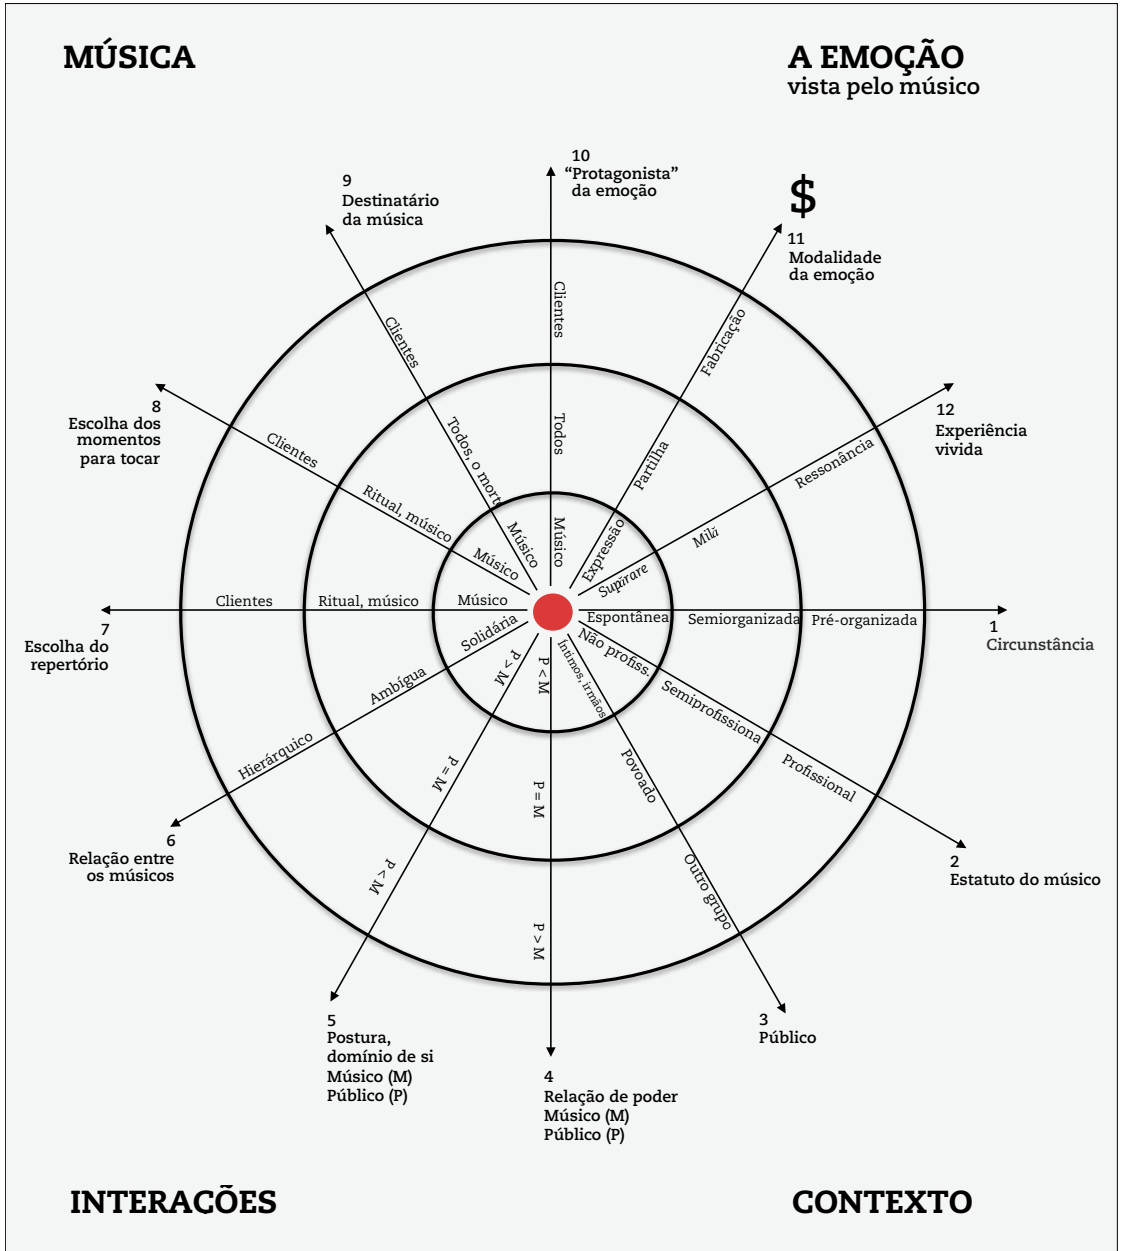 MÚSICA
A EMOÇÃO
vista pelo músico
10
“Protagonista”
da emoção
9
Destinatário
da música
$
11
Modalidade
da emoção
8
Escolha dos
momentos
para tocar
12
Experiência
vivida
7
Escolha do
repertório
1
Circunstância
6
Relação entre
os músicos
2
Estatuto do músico
5
Postura,
domínio de si
Músico (M)
Público (P)
4
Relação de poder
Músico (M)
Público (P)
3
Público
Clientes
Todos
Músico
Fabricação
Partilha
Expressão
Ressonância
Milă
Supărare
Espontânea
Semiorganizada
Pré-organizada
Não profiss.
Semiprofissiona
Profissional
Íntimos, irmãos
Povoado
Outro grupo
P < M
P = M
P > M
P > M
P = M
P < M
Solidária
Ambígua
Hierárquico
Músico
Ritual, músico
Clientes
Músico
Ritual, músico
Clientes
Músico
Todos, o morto
Clientes
INTERAÇÕES
CONTEXTO